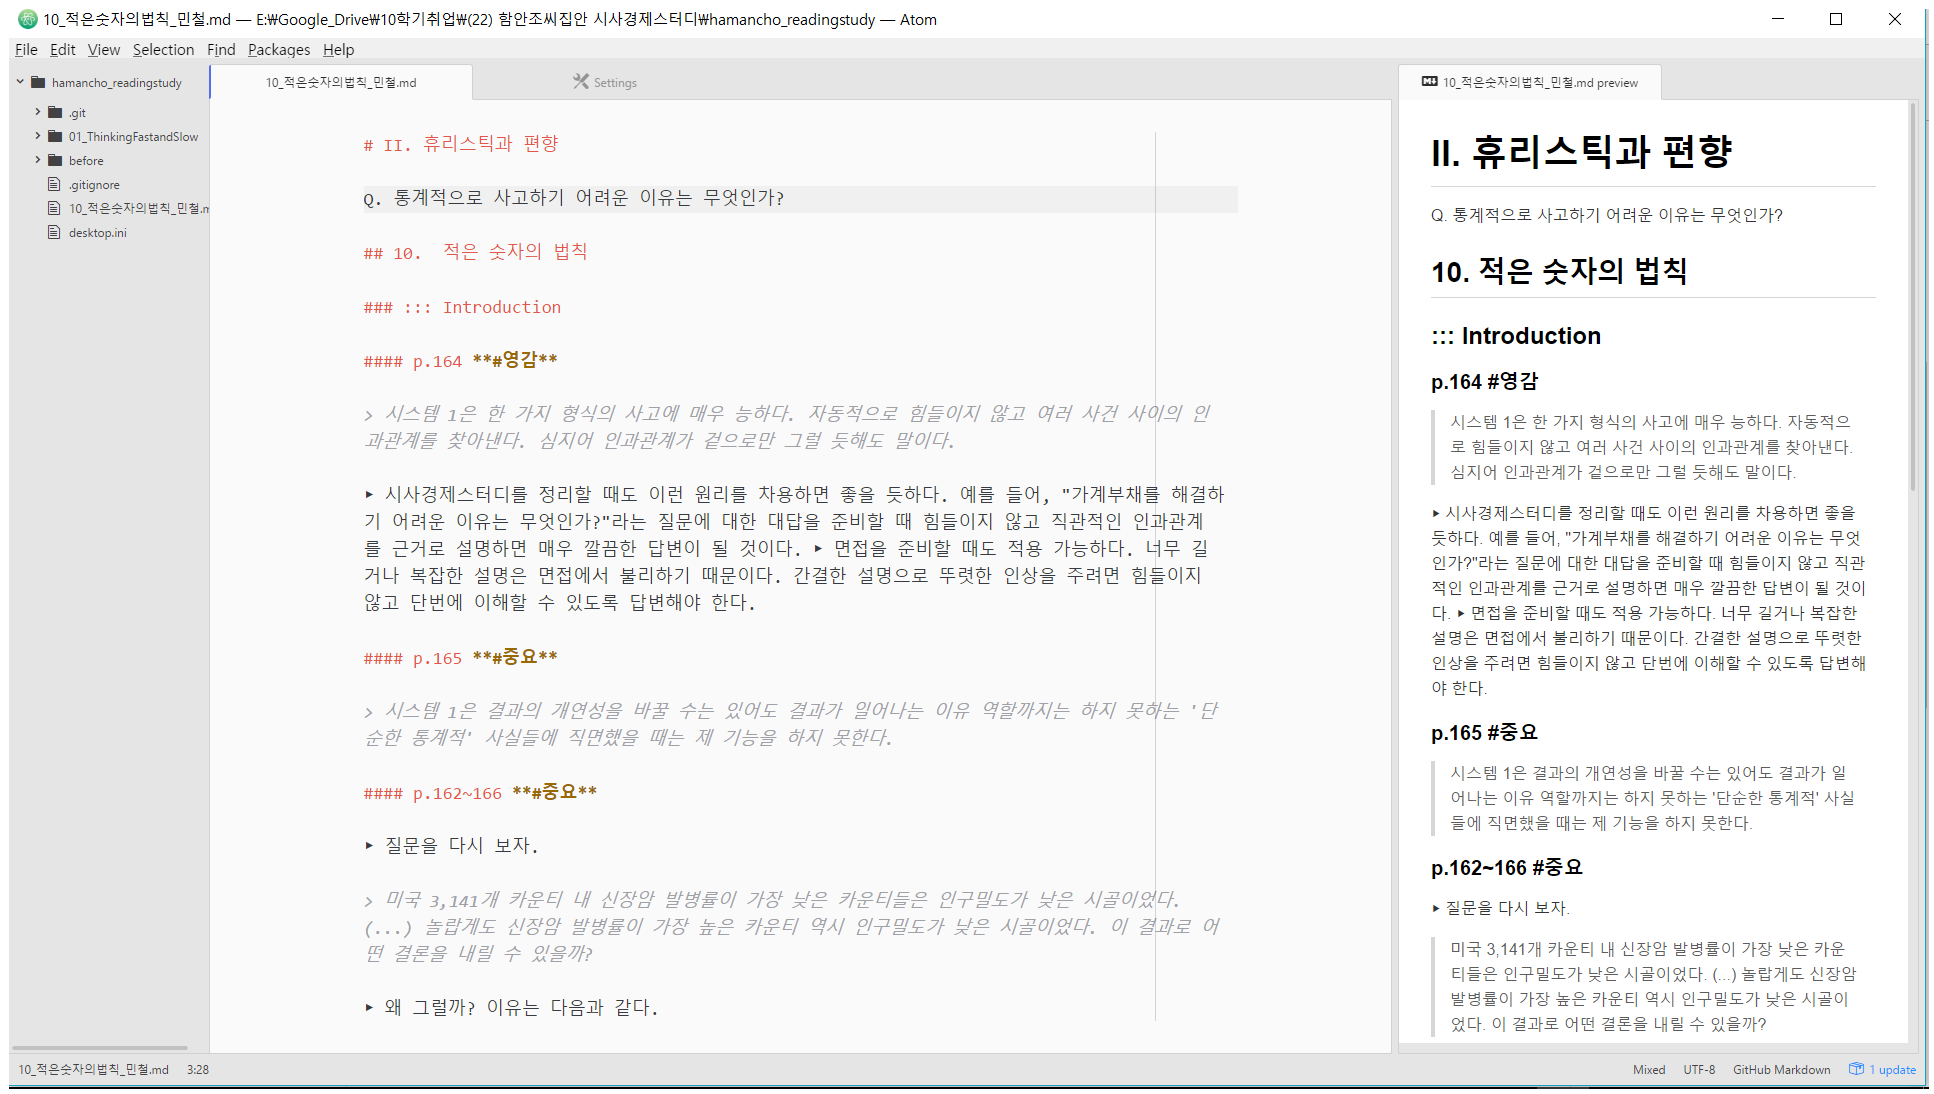 10_적은숫자의법칙_민철.md — E:₩Google_Drive₩10학기취업₩(22) 함안조씨집안 시사경제스터디₩hamancho_readingstudy — Atom
File Edit View Selection Find Packages Help
hamancho_readingstudy
.git
01_ThinkingFastandSlow
before
.gitignore
10_적은숫자의법칙_민철.m
desktop.ini
10_적은숫자의법칙_민철.md
Settings
# II. 휴리스틱과 편향
Q. 통계적으로 사고하기 어려운 이유는 무엇인가?
## 10. 적은 숫자의 법칙
### ::: Introduction
#### p.164 **#영감**
> 시스템 1은 한 가지 형식의 사고에 매우 능하다. 자동적으로 힘들이지 않고 여러 사건 사이의 인
과관계를 찾아낸다. 심지어 인과관계가 겉으로만 그럴 듯해도 말이다.
▸ 시사경제스터디를 정리할 때도 이런 원리를 차용하면 좋을 듯하다. 예를 들어, "가계부채를 해결하
기 어려운 이유는 무엇인가?"라는 질문에 대한 대답을 준비할 때 힘들이지 않고 직관적인 인과관계
를 근거로 설명하면 매우 깔끔한 답변이 될 것이다. ▸ 면접을 준비할 때도 적용 가능하다. 너무 길
거나 복잡한 설명은 면접에서 불리하기 때문이다. 간결한 설명으로 뚜렷한 인상을 주려면 힘들이지
않고 단번에 이해할 수 있도록 답변해야 한다.
#### p.165 **#중요**
> 시스템 1은 결과의 개연성을 바꿀 수는 있어도 결과가 일어나는 이유 역할까지는 하지 못하는 '단
순한 통계적' 사실들에 직면했을 때는 제 기능을 하지 못한다.
#### p.162~166 **#중요**
▸ 질문을 다시 보자.
> 미국 3,141개 카운티 내 신장암 발병률이 가장 낮은 카운티들은 인구밀도가 낮은 시골이었다.
(...) 놀랍게도 신장암 발병률이 가장 높은 카운티 역시 인구밀도가 낮은 시골이었다. 이 결과로 어
떤 결론을 내릴 수 있을까?
▸ 왜 그럴까? 이유는 다음과 같다.
10_적은숫자의법칙_민철.md preview
II. 휴리스틱과 편향
Q. 통계적으로 사고하기 어려운 이유는 무엇인가?
10. 적은 숫자의 법칙
::: Introduction
p.164 #영감
시스템 1은 한 가지 형식의 사고에 매우 능하다. 자동적으
로 힘들이지 않고 여러 사건 사이의 인과관계를 찾아낸다.
심지어 인과관계가 겉으로만 그럴 듯해도 말이다.
▸ 시사경제스터디를 정리할 때도 이런 원리를 차용하면 좋을
듯하다. 예를 들어, "가계부채를 해결하기 어려운 이유는 무엇
인가?"라는 질문에 대한 대답을 준비할 때 힘들이지 않고 직관
적인 인과관계를 근거로 설명하면 매우 깔끔한 답변이 될 것이
다. ▸ 면접을 준비할 때도 적용 가능하다. 너무 길거나 복잡한
설명은 면접에서 불리하기 때문이다. 간결한 설명으로 뚜렷한
인상을 주려면 힘들이지 않고 단번에 이해할 수 있도록 답변해
야 한다.
p.165 #중요
시스템 1은 결과의 개연성을 바꿀 수는 있어도 결과가 일
어나는 이유 역할까지는 하지 못하는 '단순한 통계적' 사실
들에 직면했을 때는 제 기능을 하지 못한다.
p.162~166 #중요
▸ 질문을 다시 보자.
미국 3,141개 카운티 내 신장암 발병률이 가장 낮은 카운
티들은 인구밀도가 낮은 시골이었다. (...) 놀랍게도 신장암
발병률이 가장 높은 카운티 역시 인구밀도가 낮은 시골이
었다. 이 결과로 어떤 결론을 내릴 수 있을까?
10_적은숫자의법칙_민철.md 3:28
Mixed UTF-8 GitHub Markdown 1 update